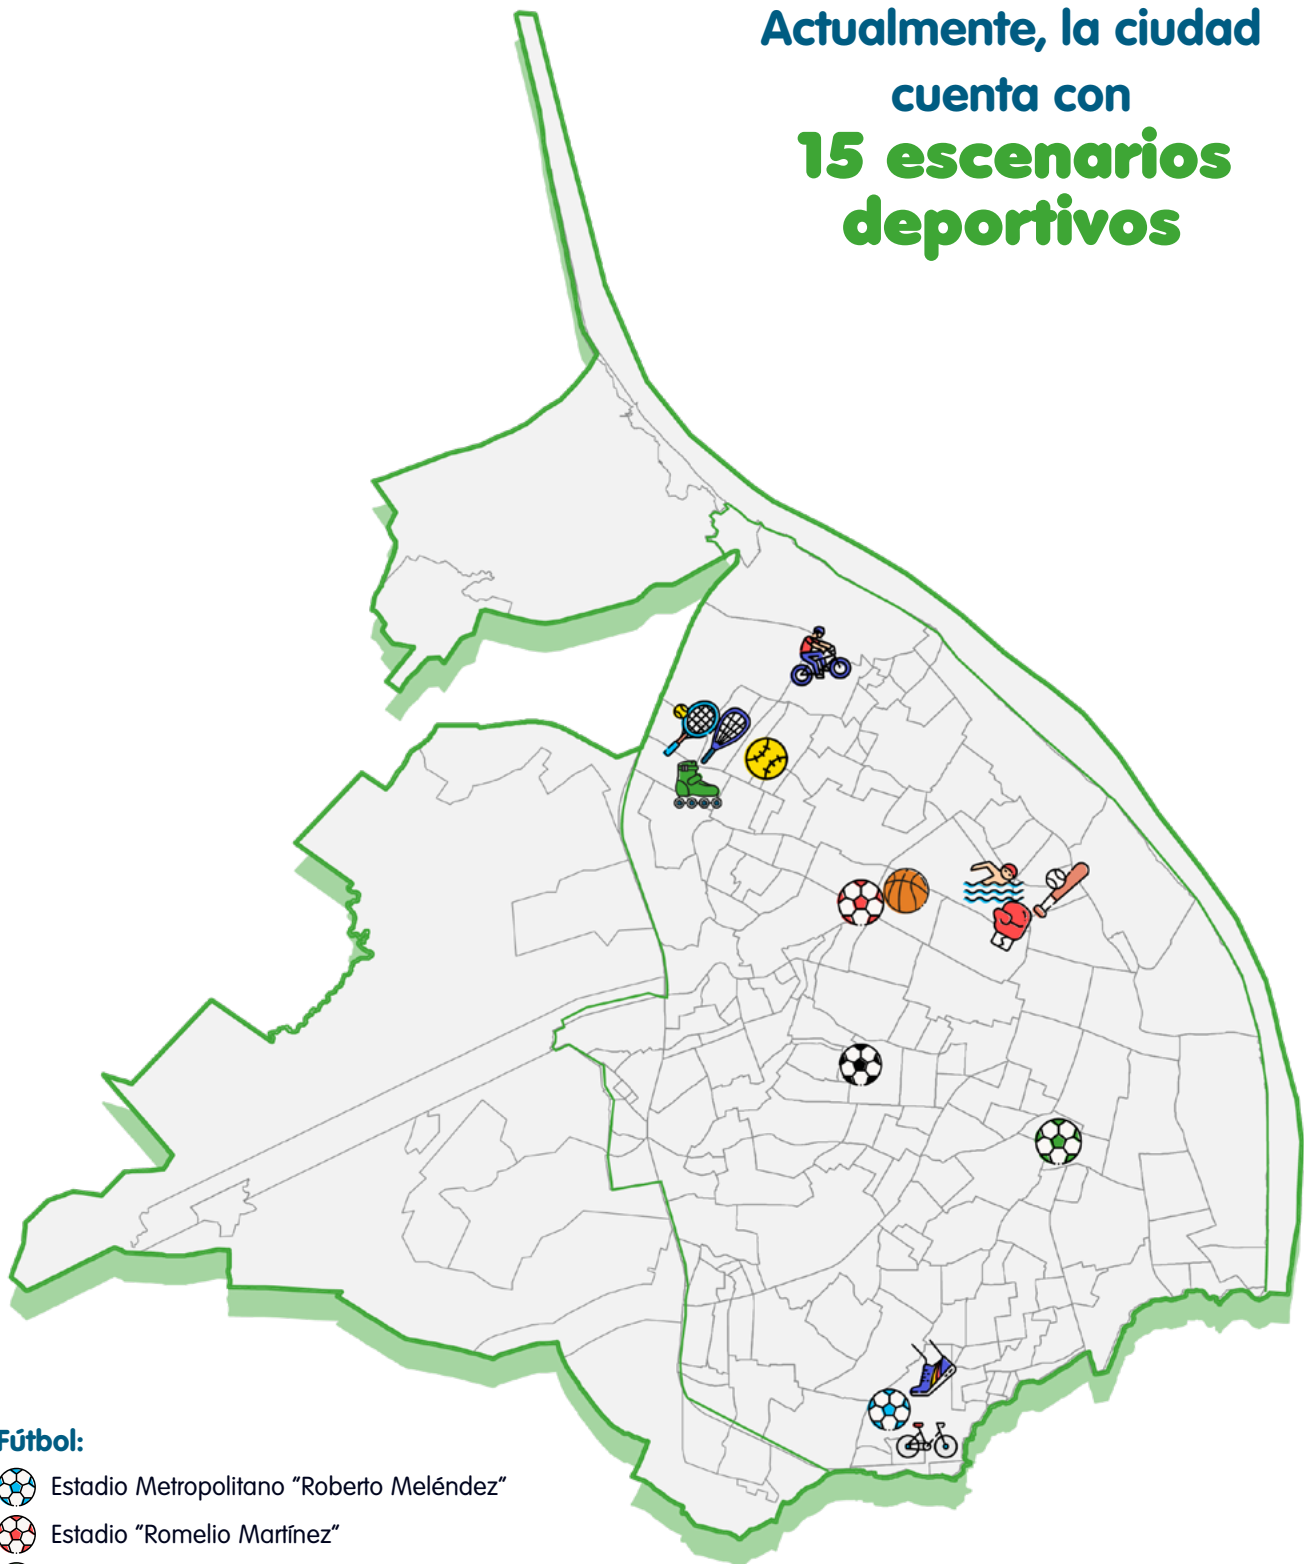 Actualmente, la ciudad
cuenta con
15 escenarios
deportivos
Fútbol:
Estadio Metropolitano "Roberto Meléndez"
Estadio "Romelio Martínez"